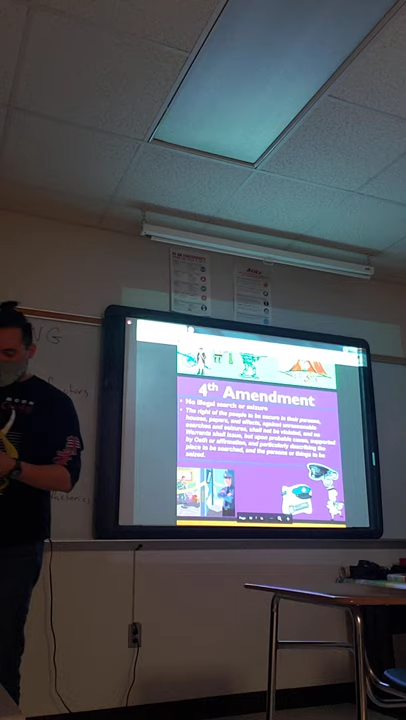 NG
4th Amendment
• No illegal search or seizure
• The right of the people to be secure in their persons,
houses, papers, and effects, against unreasonable
searches and seizures, shall not be violated, and no
Warrants shall issue, but upon probable cause, supported
by Oath or affirmation, and particularly describing the
place to be searched, and the persons or things to be
seized.
Page